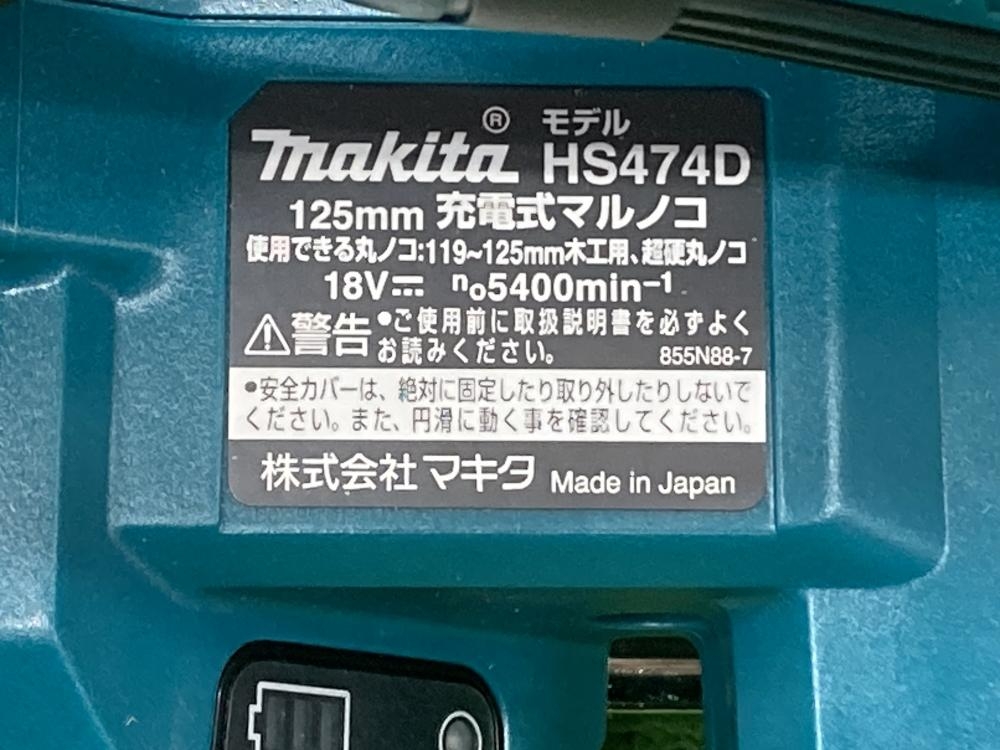 makita® モデル HS474D
125mm 充電式マルノコ
使用できる丸ノコ:119~125mm木工用、超硬丸ノコ
18V⎓ n₀5400min⁻¹
⚠警告 •ご使用前に取扱説明書を必ずよく
お読みください。 855N88-7
•安全カバーは、絶対に固定したり取り外したりしないで
ください。また、円滑に動く事を確認してください。
株式会社マキタ Made in Japan